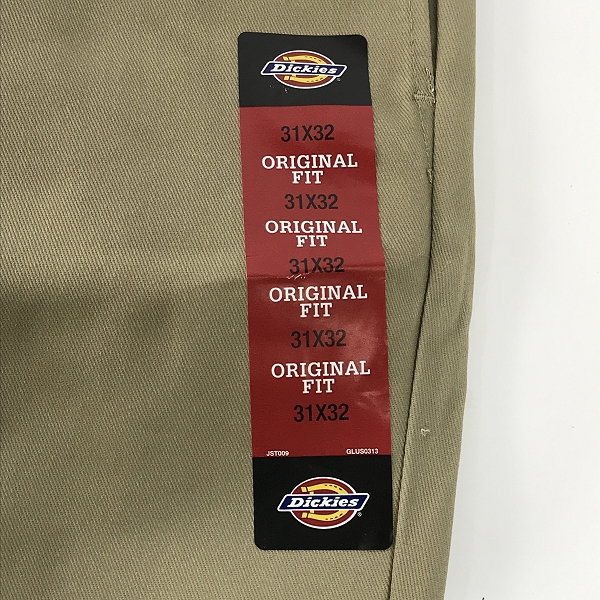 Dickies
31X32
ORIGINAL
FIT
31X32
ORIGINAL
FIT
31X32
ORIGINAL
FIT
31X32
ORIGINAL
FIT
31X32
JST009 GLUS0313
Dickies